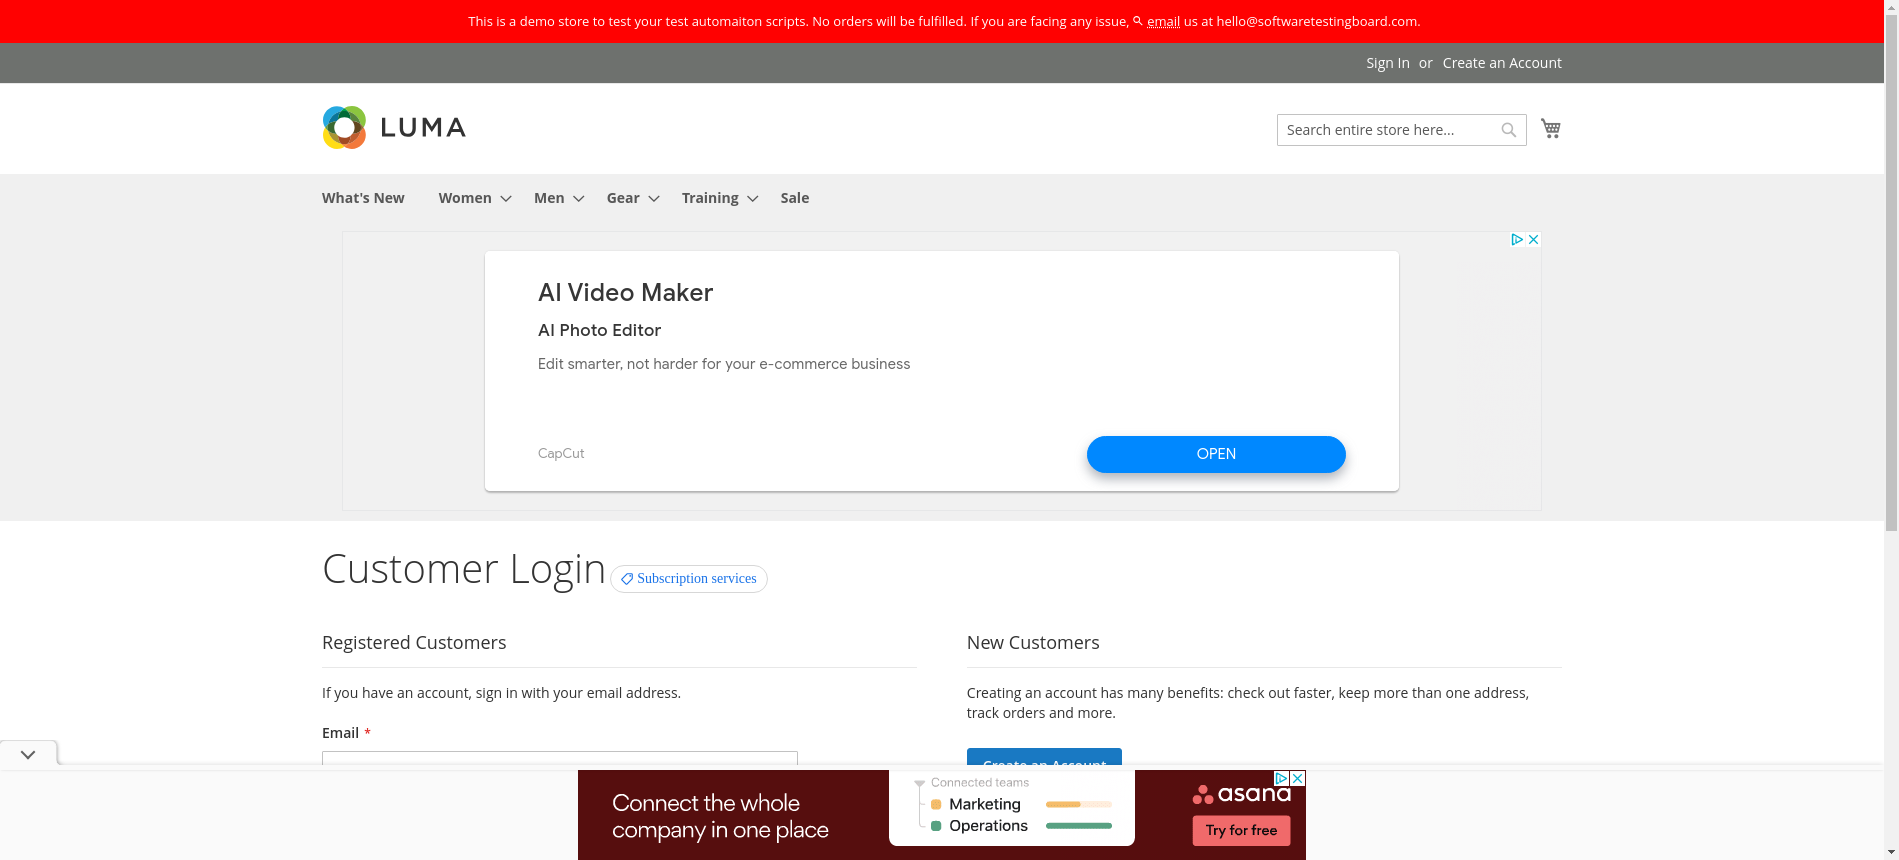 This is a demo store to test your test automaiton scripts. No orders will be fulfilled. If you are facing any issue, email us at hello@softwaretestingboard.com.
Sign In or Create an Account
LUMA
Search entire store here...
What's New Women Men Gear Training Sale
AI Video Maker
AI Photo Editor
Edit smarter, not harder for your e-commerce business
CapCut
OPEN
Customer Login
Subscription services
Registered Customers
If you have an account, sign in with your email address.
Email *
New Customers
Creating an account has many benefits: check out faster, keep more than one address,
track orders and more.
Create an Account
Connect the whole
company in one place
Connected teams
Marketing
Operations
asana
Try for free